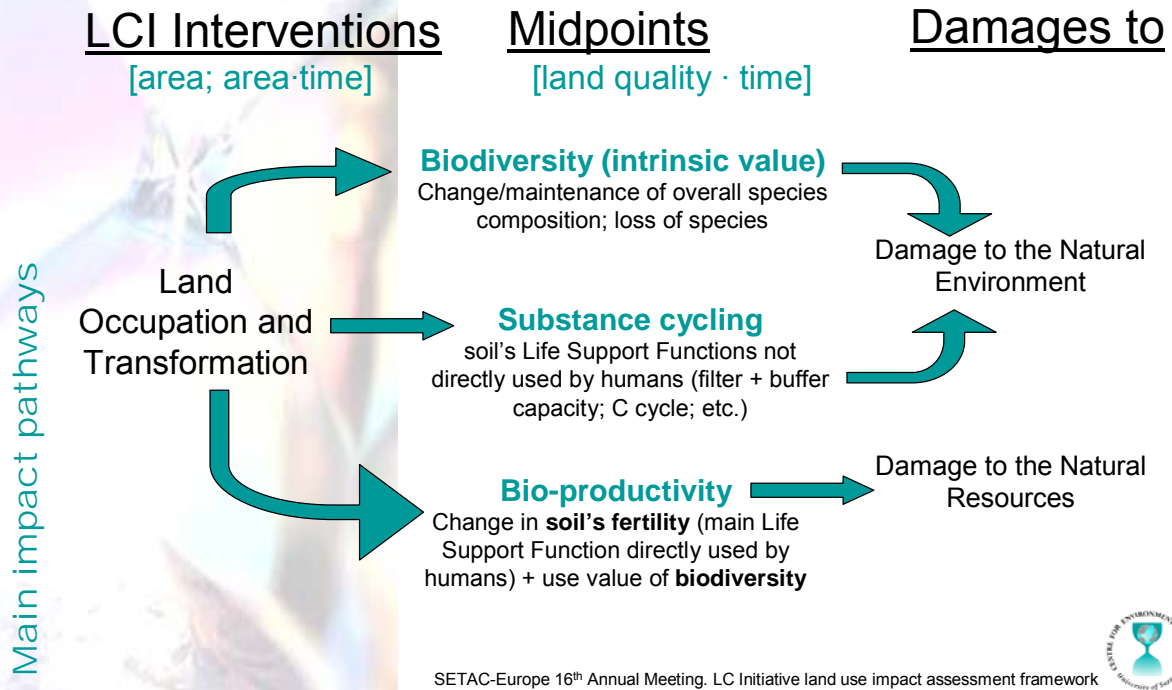 LCI Interventions
[area; area·time]
Midpoints
[land quality · time]
Damages to
Main impact pathways
Land
Occupation and
Transformation
Biodiversity (intrinsic value)
Change/maintenance of overall species
composition; loss of species
Substance cycling
soil's Life Support Functions not
directly used by humans (filter + buffer
capacity; C cycle; etc.)
Bio-productivity
Change in soil's fertility (main Life
Support Function directly used by
humans) + use value of biodiversity
Damage to the Natural
Environment
Damage to the Natural
Resources
SETAC-Europe 16th Annual Meeting. LC Initiative land use impact assessment framework
CENTRE FOR
University of